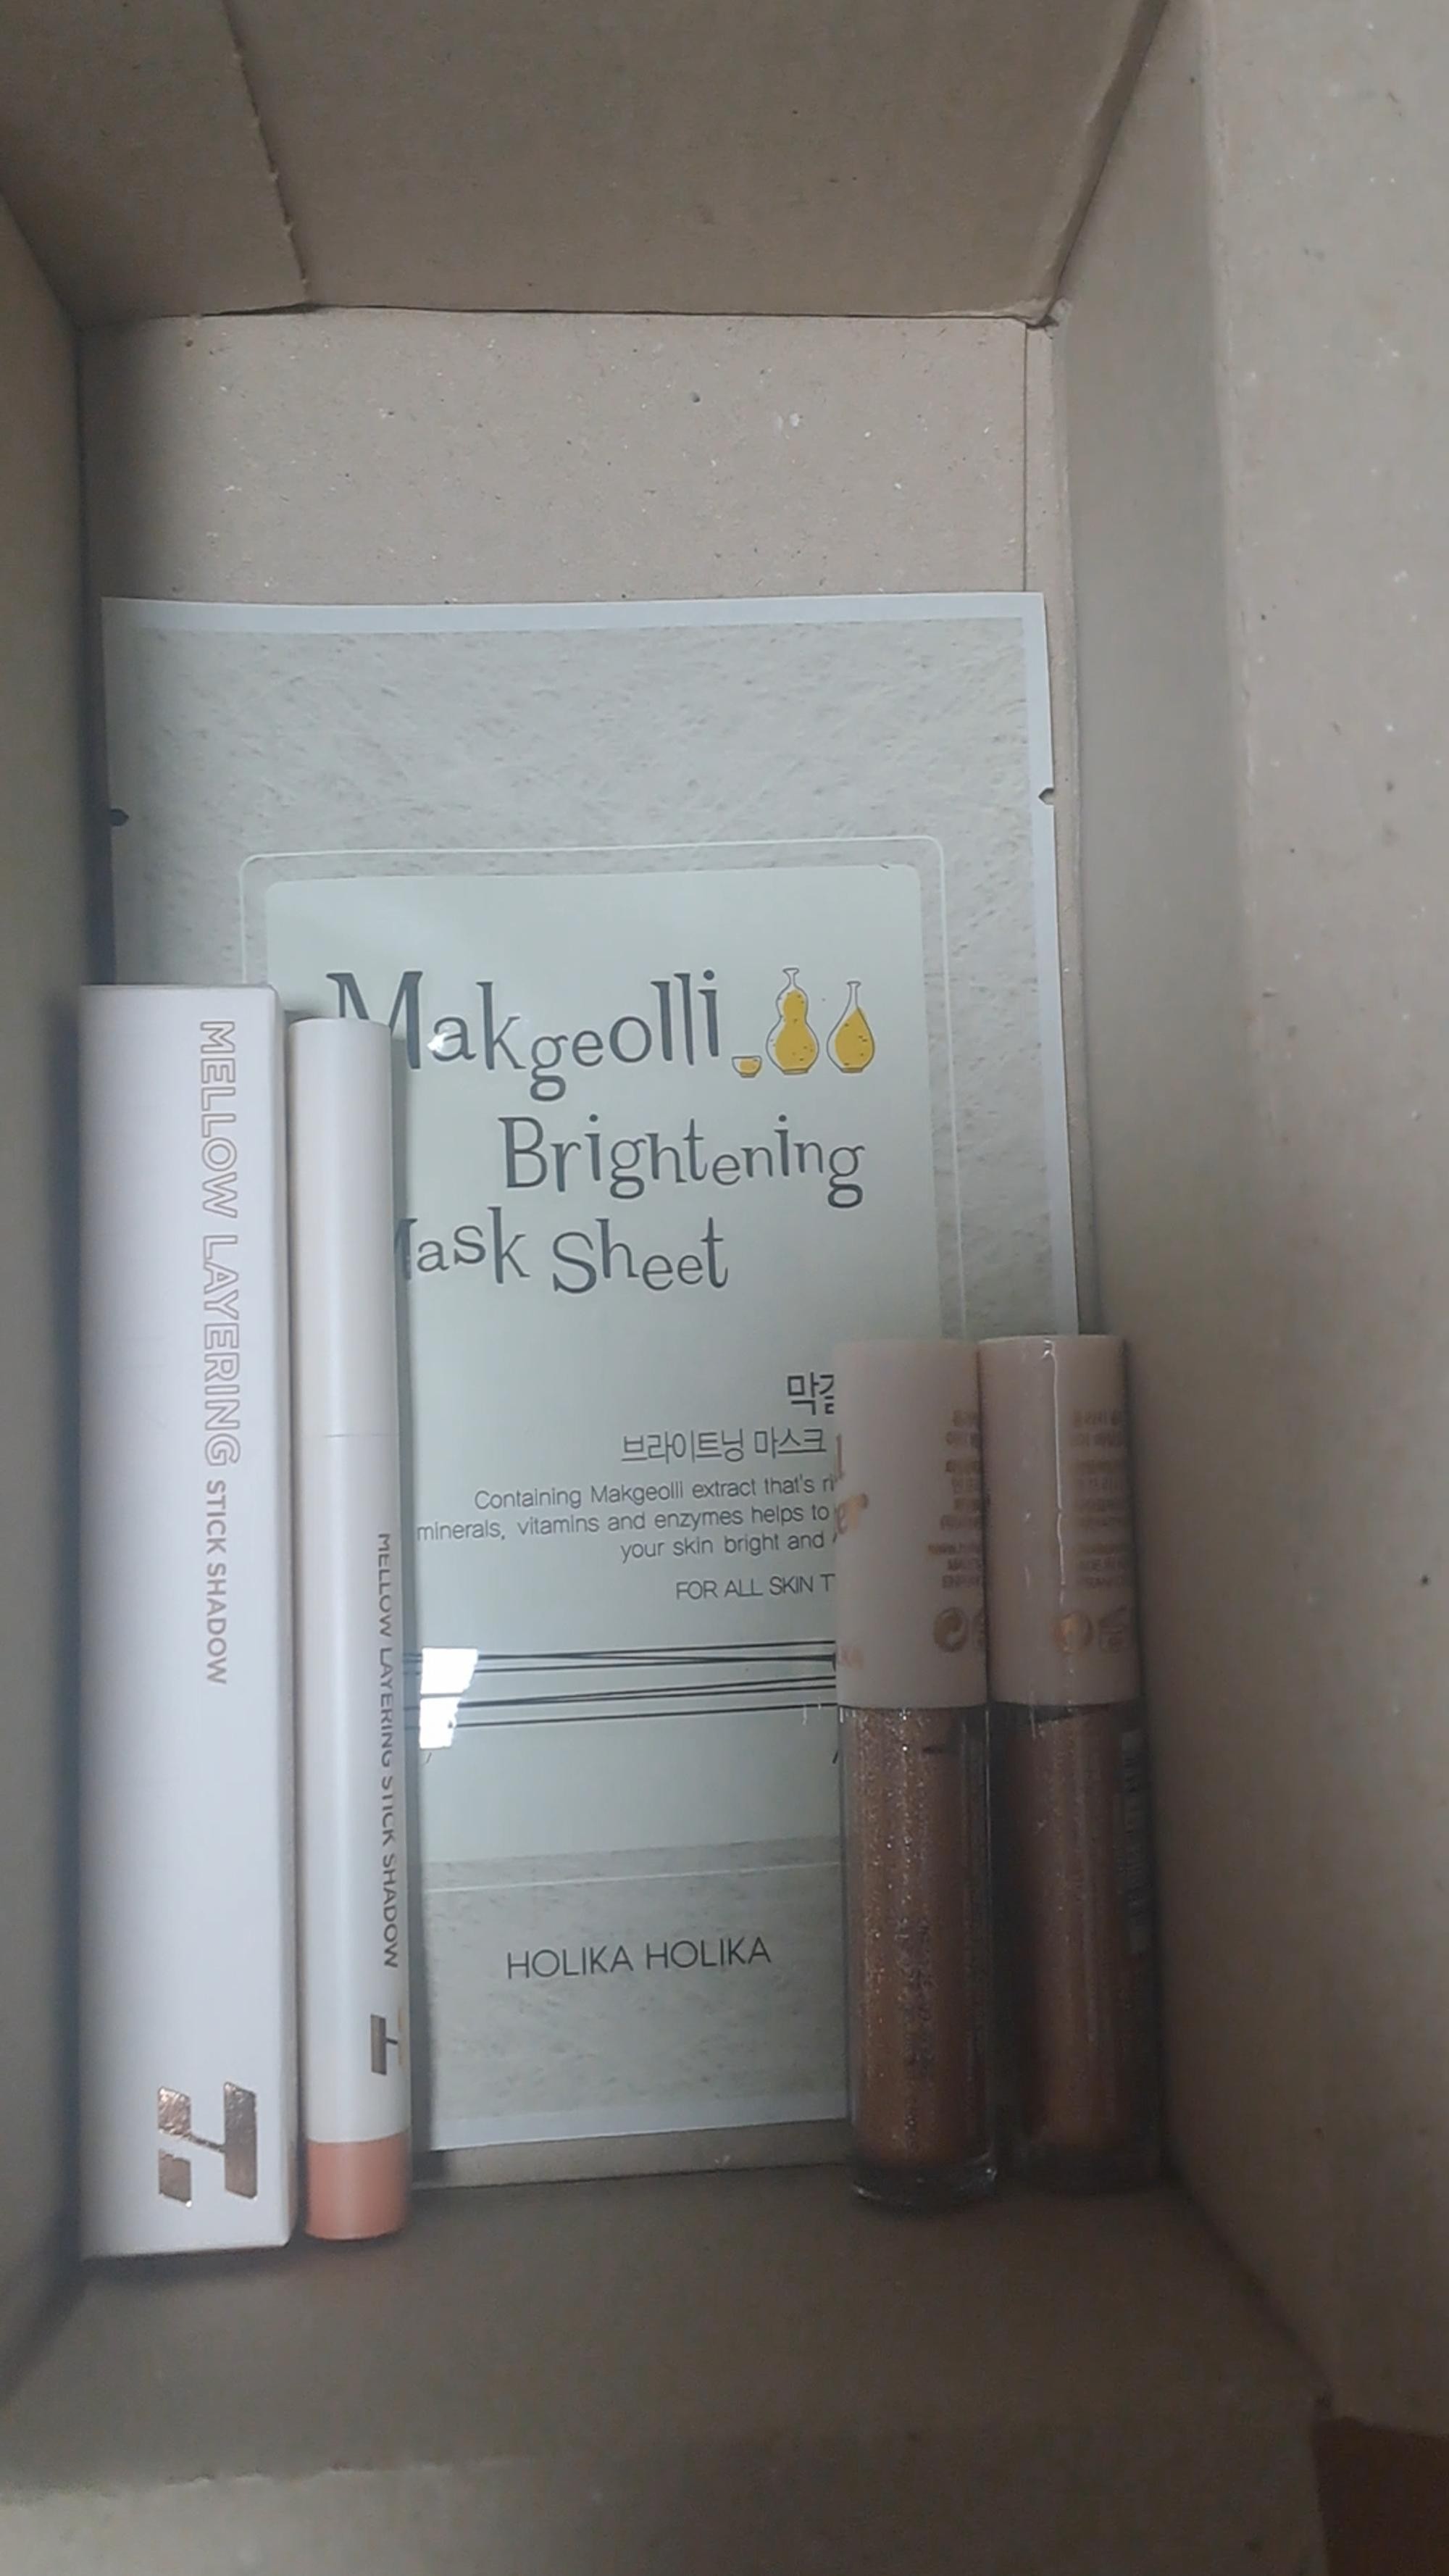 MELLOW LAYERING STICK SHADOW
MELLOW LAYERING STICK SHADOW
Makgeolli
Brightening
Mask Sheet
브라이트닝 마스크
Containing Makgeolli extract that's
minerals, vitamins and enzymes helps to
your skin bright and
FOR ALL SKIN
HOLIKA HOLIKA